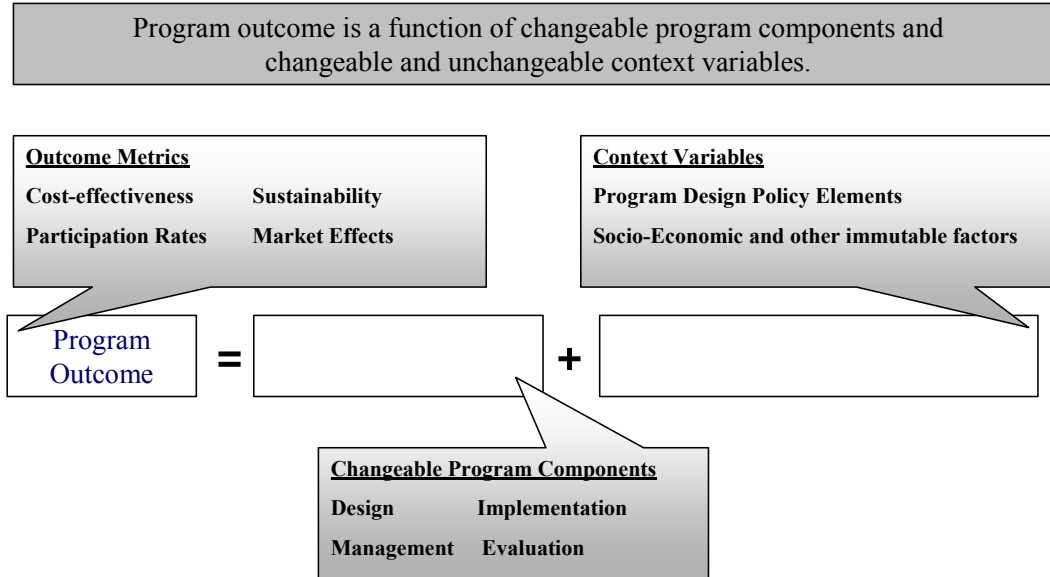 Program outcome is a function of changeable program components and
changeable and unchangeable context variables.
Outcome Metrics
Cost-effectiveness Sustainability
Participation Rates Market Effects
Context Variables
Program Design Policy Elements
Socio-Economic and other immutable factors
Program
Outcome
=
+
Changeable Program Components
Design Implementation
Management Evaluation